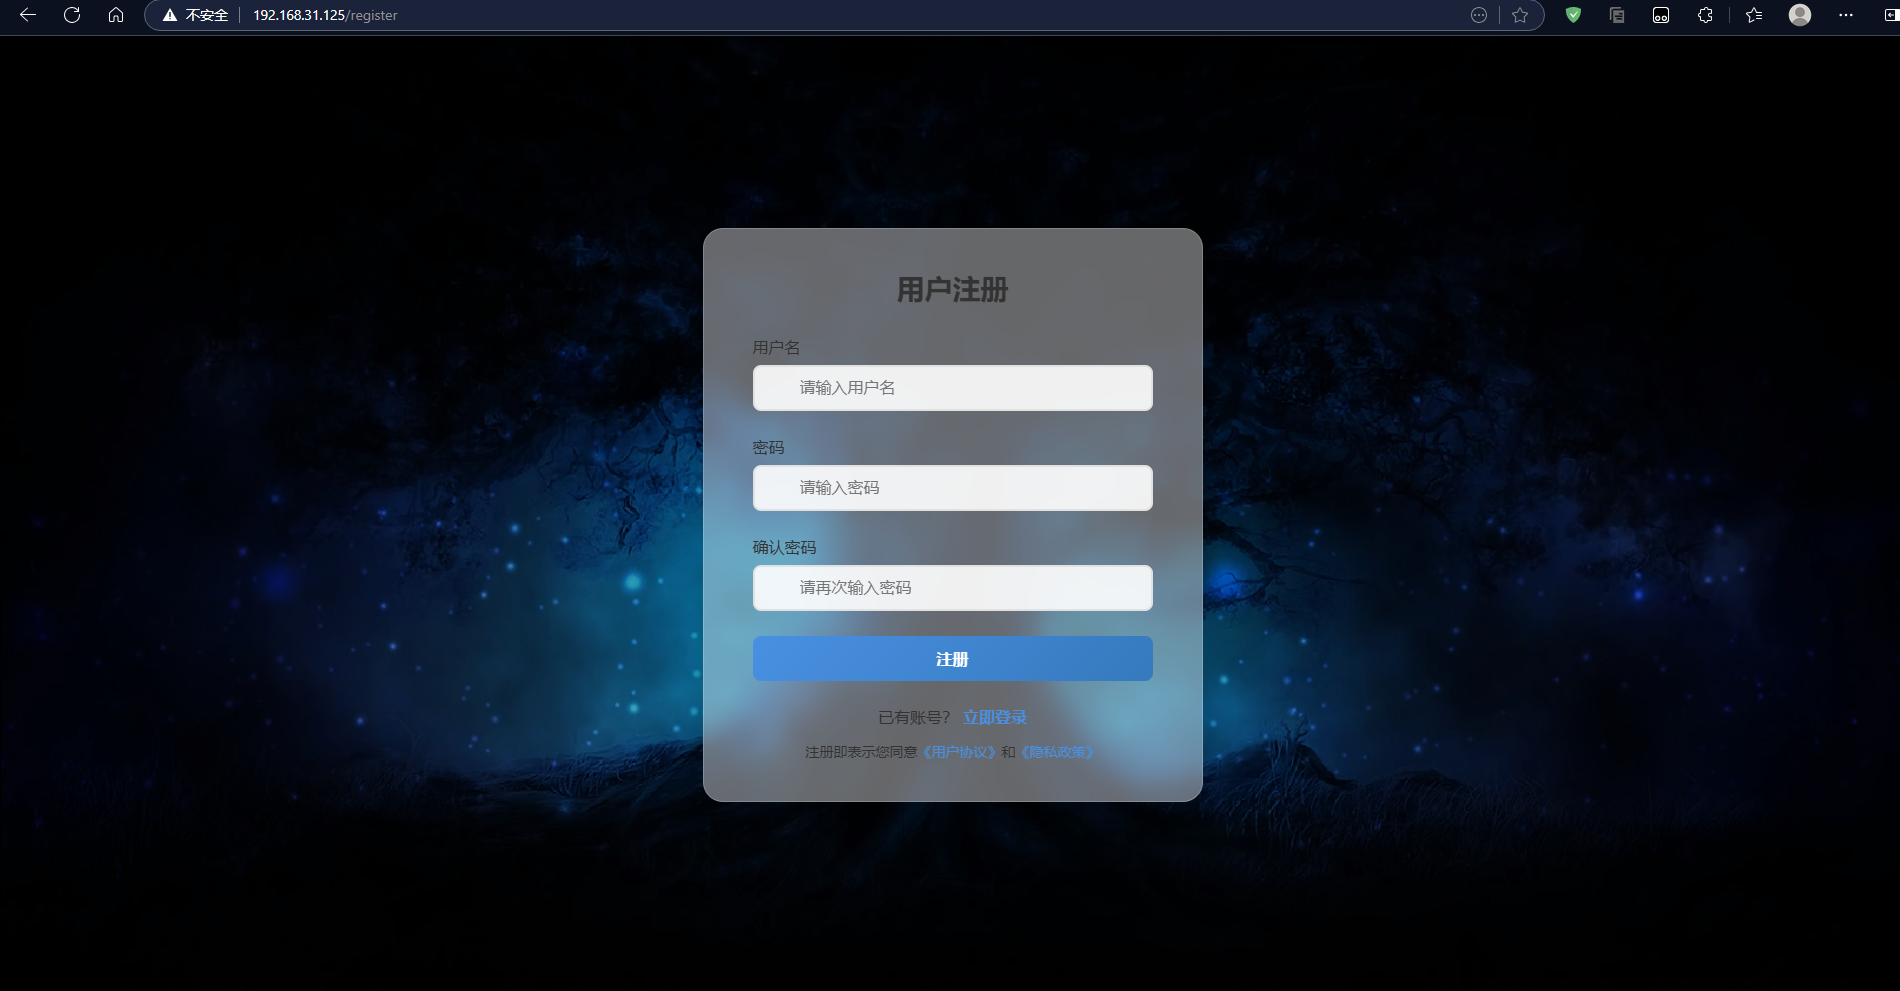 不安全 192.168.31.125/register
用户注册
用户名
请输入用户名
密码
请输入密码
确认密码
请再次输入密码
注册
已有账号? 立即登录
注册即表示您同意《用户协议》和《隐私政策》